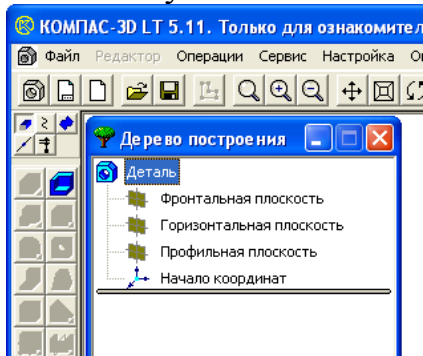 КОМПАС-3D LT 5.11. Только для ознакомител
Файл Редактор Операции Сервис Настройка
Дерево построения
Деталь
Фронтальная плоскость
Горизонтальная плоскость
Профильная плоскость
Начало координат